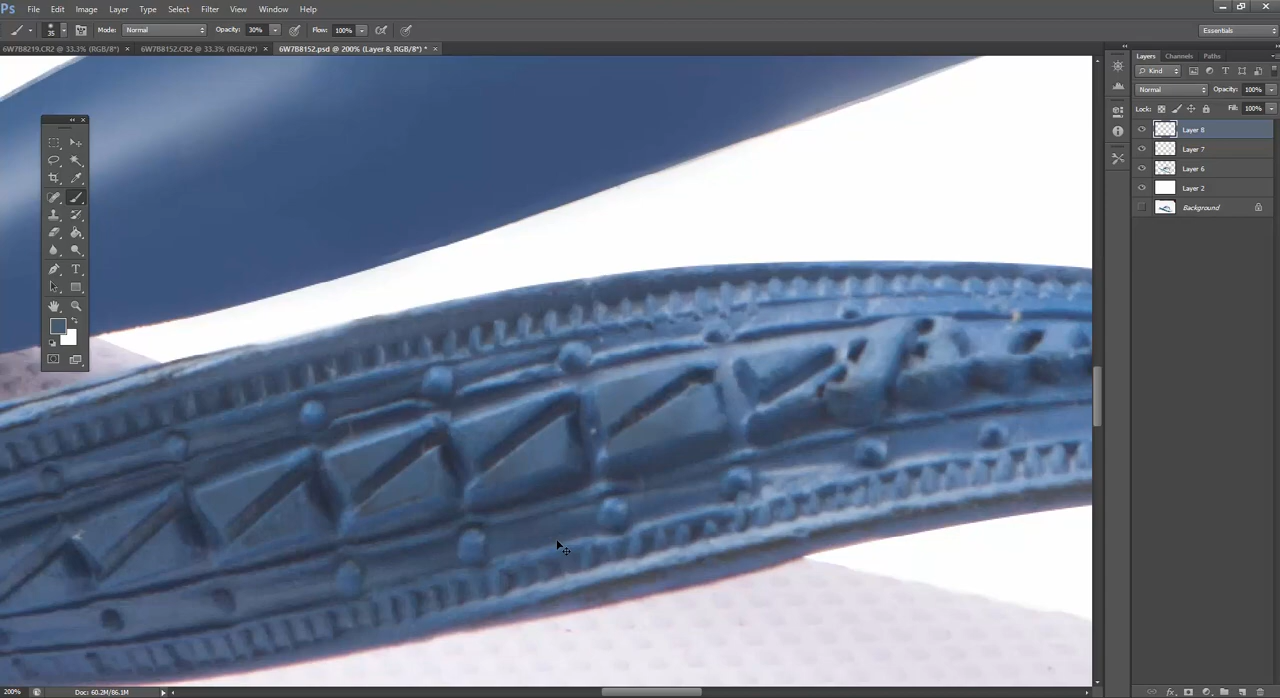 Ps File Edit Image Layer Type Select Filter View Window Help
35 Mode: Normal Opacity: 30% Flow: 100% Essentials
6W7B8219.CR2 @ 33.3% (RGB/8*) × 6W7B8152.CR2 @ 33.3% (RGB/8*) × 6W7B8152.psd @ 200% (Layer 8, RGB/8*) * ×
Layers Channels Paths
Kind
Normal Opacity: 100%
Lock: Fill: 100%
Layer 8
Layer 7
Layer 6
Layer 2
Background
200% Doc: 60.2M/86.1M